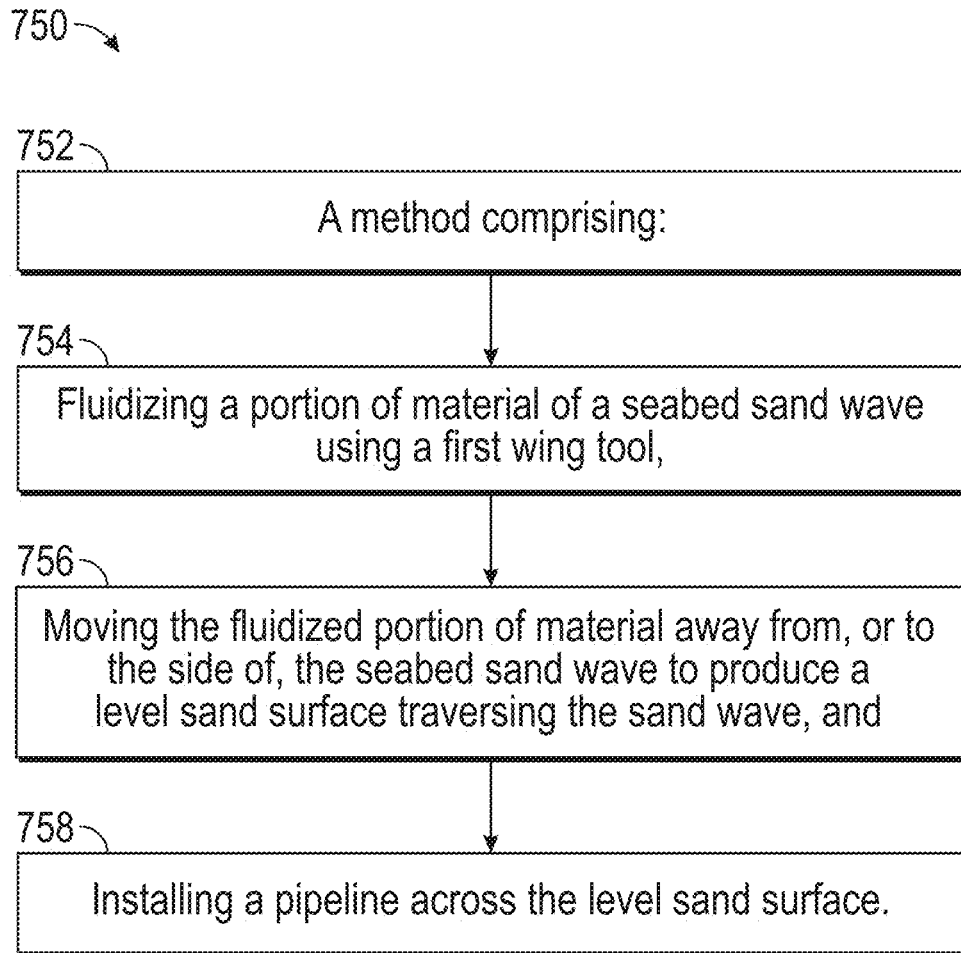 750
752
A method comprising:
754
Fluidizing a portion of material of a seabed sand wave
using a first wing tool,
756
Moving the fluidized portion of material away from, or to
the side of, the seabed sand wave to produce a
level sand surface traversing the sand wave, and
758
Installing a pipeline across the level sand surface.